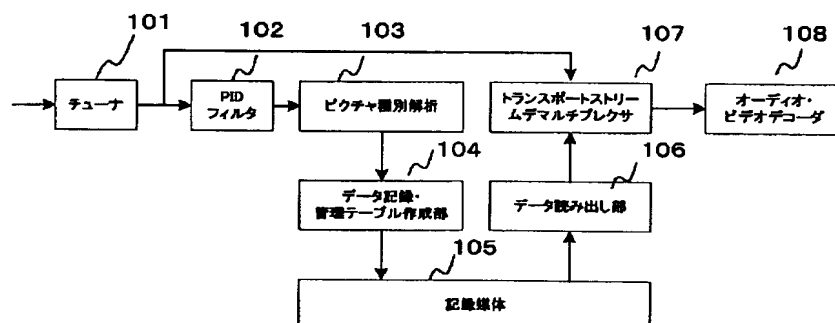 101
102
103
107
108
チューナ
PID
フィルタ
ピクチャ種別解析
トランスポートストリー
ムデマルチプレクサ
オーディオ・
ビデオデコーダ
104
106
データ記録・
管理テーブル作成部
データ読み出し部
105
記録媒体